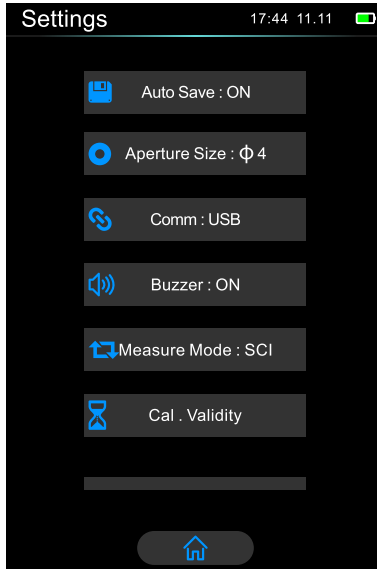 Settings 17:44 11.11
Auto Save : ON
Aperture Size : Φ 4
Comm : USB
Buzzer : ON
Measure Mode : SCI
Cal . Validity